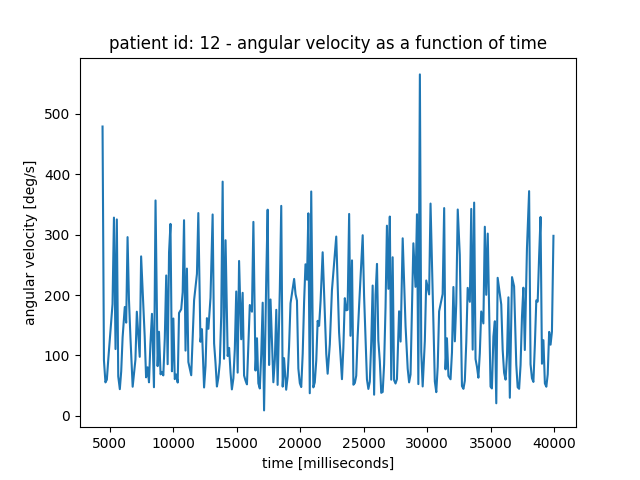 patient id: 12 - angular velocity as a function of time
500
400
300
200
100
0
angular velocity [deg/s]
5000 10000 15000 20000 25000 30000 35000 40000
time [milliseconds]